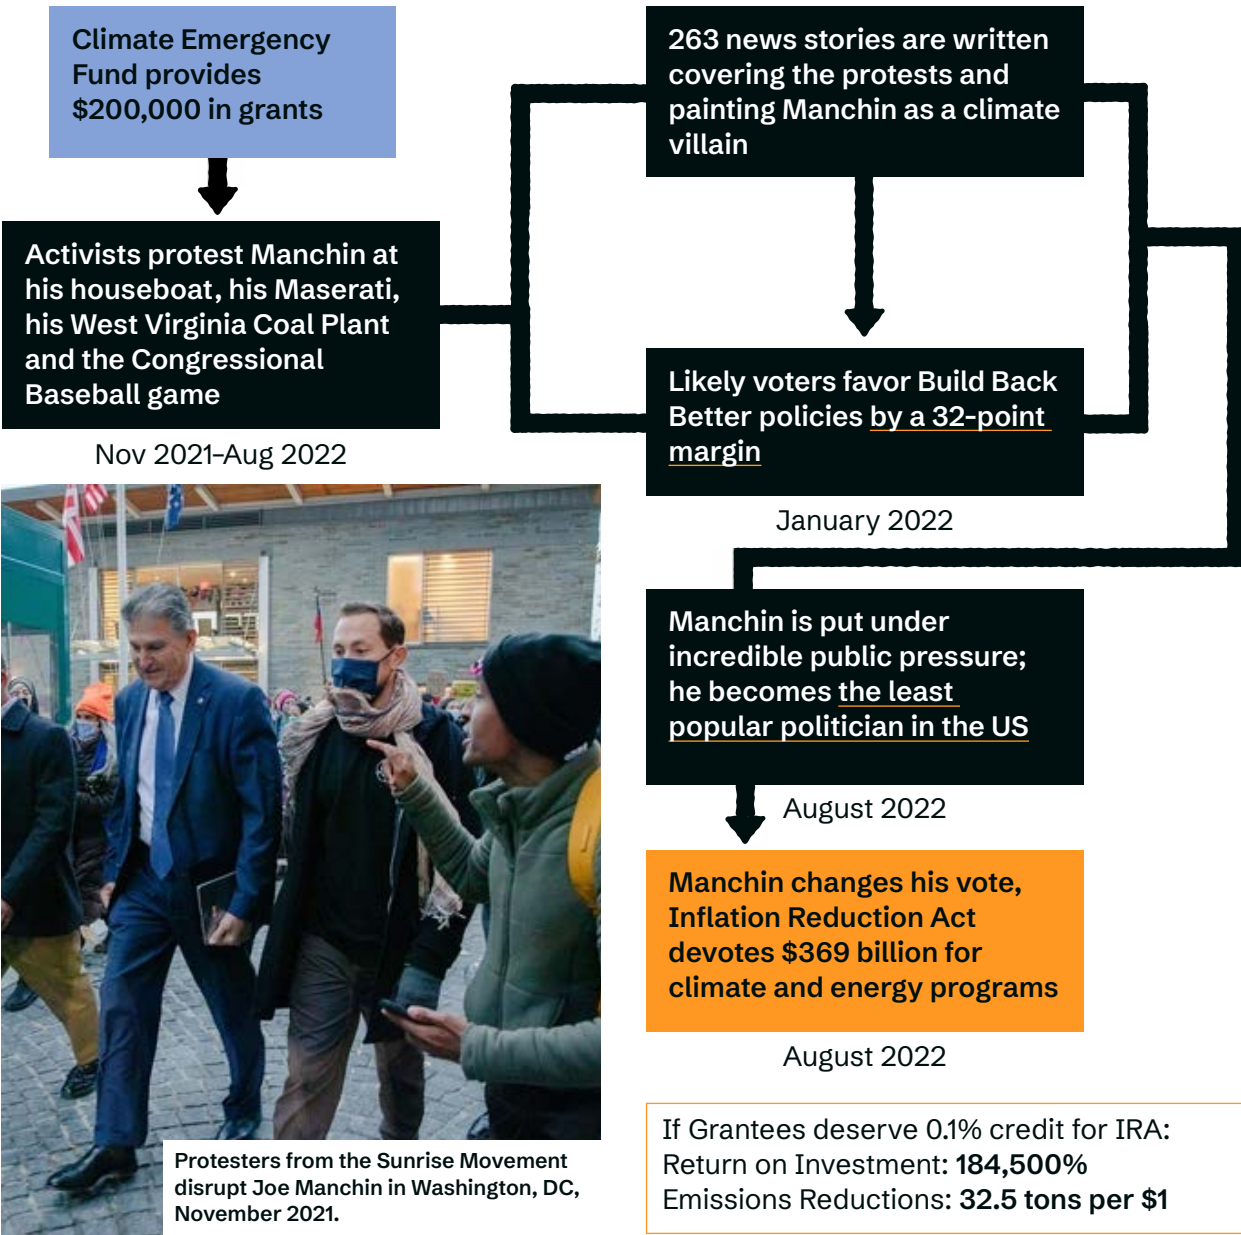 Climate Emergency
Fund provides
$200,000 in grants
Activists protest Manchin at
his houseboat, his Maserati,
his West Virginia Coal Plant
and the Congressional
Baseball game
Nov 2021–Aug 2022
263 news stories are written
covering the protests and
painting Manchin as a climate
villain
Likely voters favor Build Back
Better policies by a 32-point
margin
January 2022
Manchin is put under
incredible public pressure;
he becomes the least
popular politician in the US
August 2022
Manchin changes his vote,
Inflation Reduction Act
devotes $369 billion for
climate and energy programs
August 2022
If Grantees deserve 0.1% credit for IRA:
Return on Investment: 184,500%
Emissions Reductions: 32.5 tons per $1
Protesters from the Sunrise Movement
disrupt Joe Manchin in Washington, DC,
November 2021.